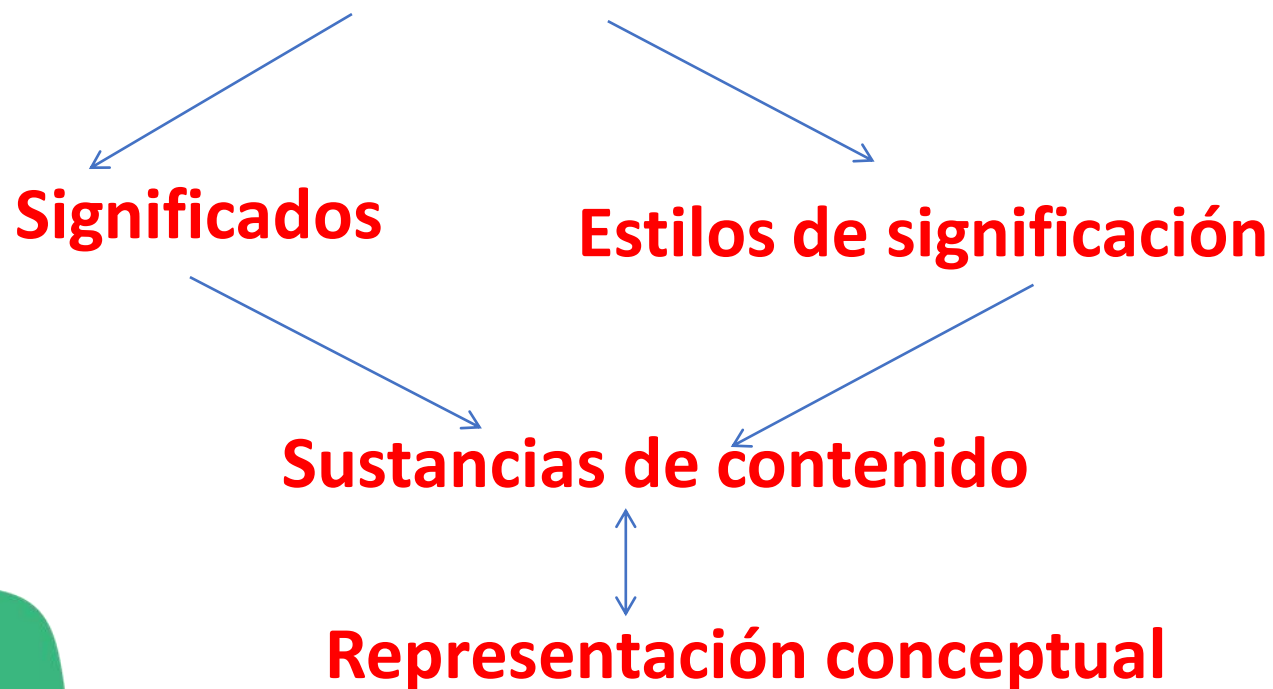 Significados
Estilos de significación
Sustancias de contenido
Representación conceptual